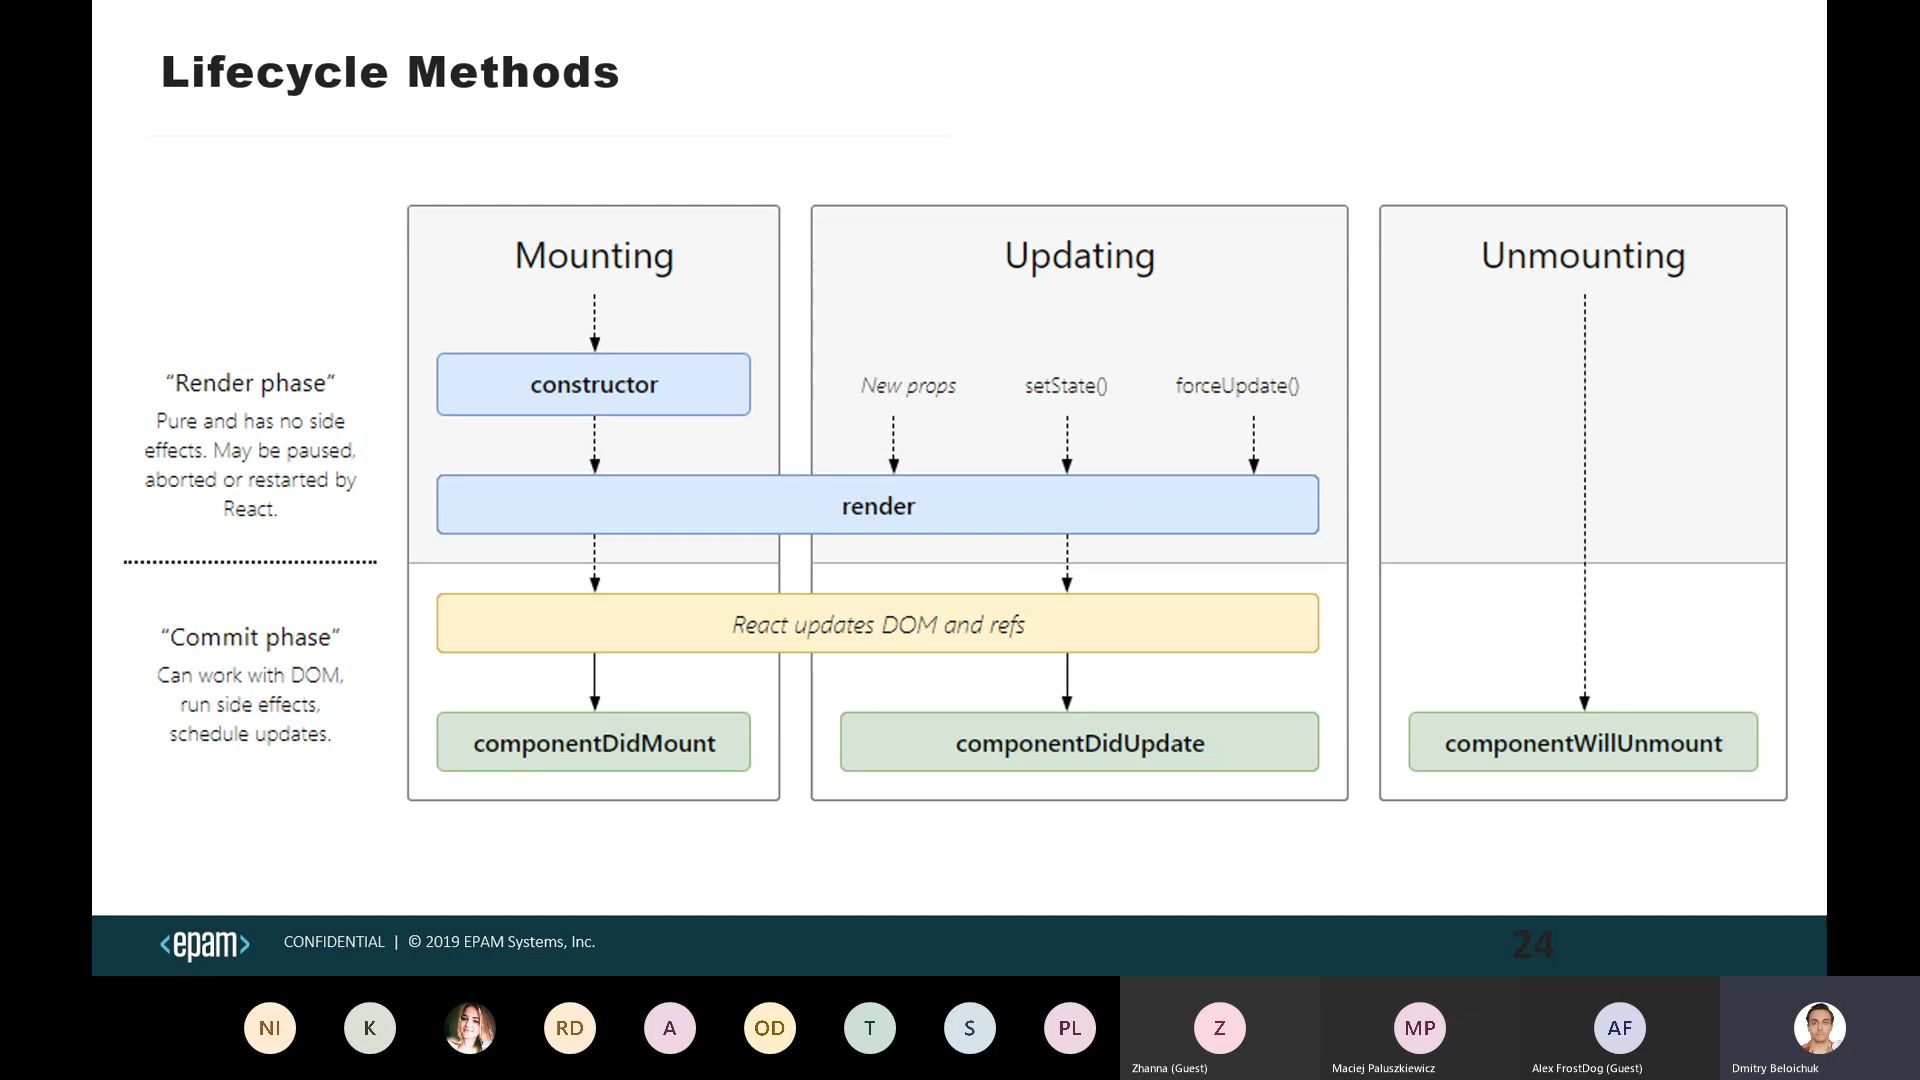 Lifecycle Methods
Mounting
Updating
Unmounting
“Render phase”
Pure and has no side
effects. May be paused,
aborted or restarted by
React.
constructor
New props
setState()
forceUpdate()
render
“Commit phase”
Can work with DOM,
run side effects,
schedule updates.
React updates DOM and refs
componentDidMount
componentDidUpdate
componentWillUnmount
<epam> CONFIDENTIAL | © 2019 EPAM Systems, Inc.
24
NI
K
RD
A
OD
T
S
PL
Z
MP
AF
Zhanna (Guest)
Maciej Paluszkiewicz
Alex FrostDog (Guest)
Dmitry Beloichuk